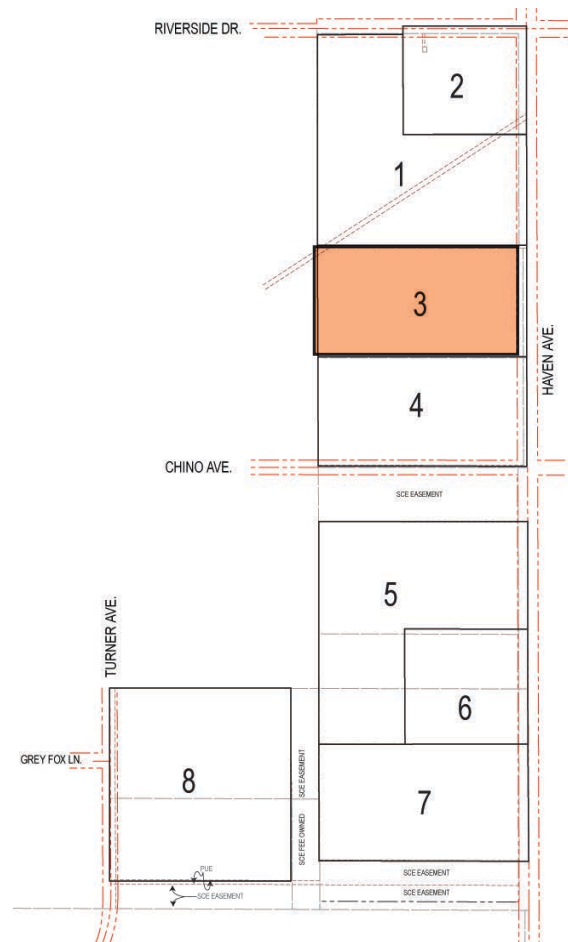 RIVERSIDE DR.
2
1
3
HAVEN AVE.
4
CHINO AVE.
SCE EASEMENT
5
TURNER AVE.
6
GREY FOX LN.
8
SCE EASEMENT
7
SCE FEE OWNED
PUE
SCE EASEMENT
SCE EASEMENT
SCE EASEMENT